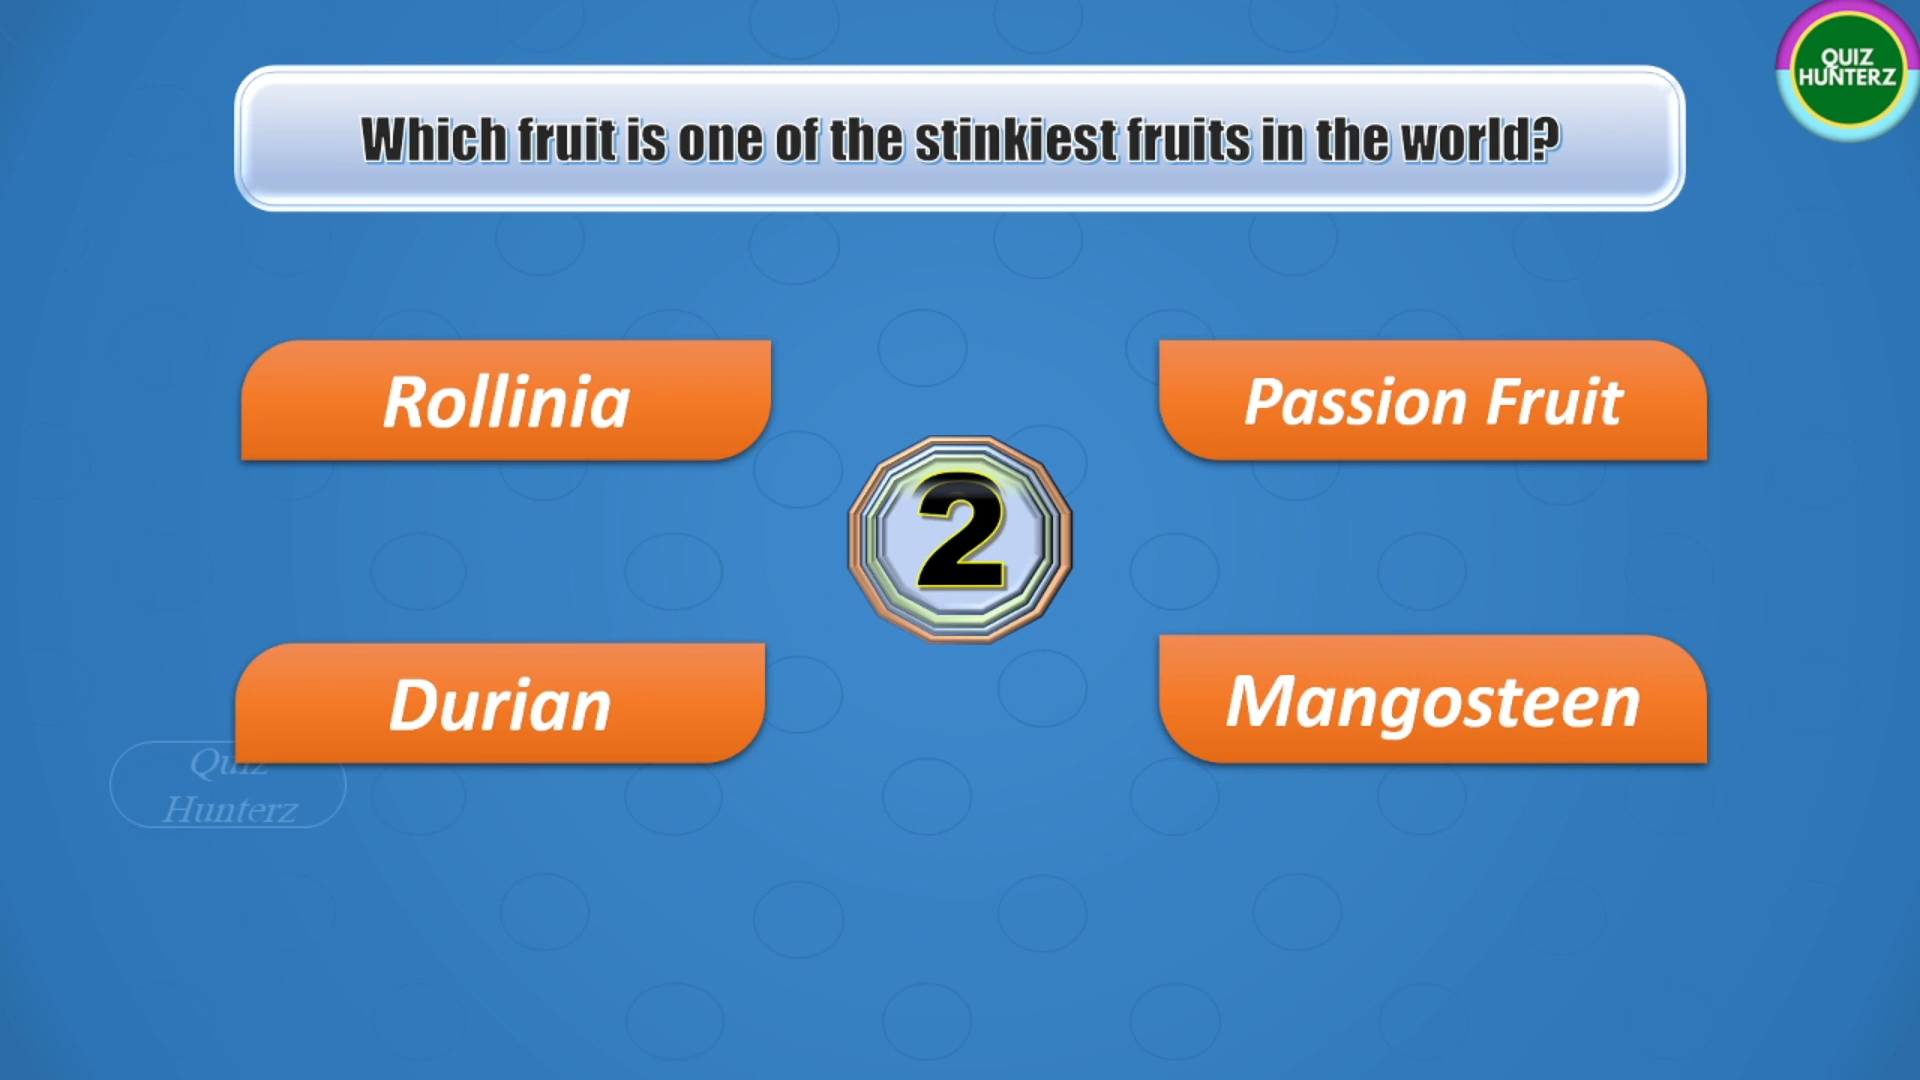 QUIZ
HUNTERZ
Which fruit is one of the stinkiest fruits in the world?
Rollinia
Passion Fruit
2
Durian
Mangosteen
Quiz
Hunterz